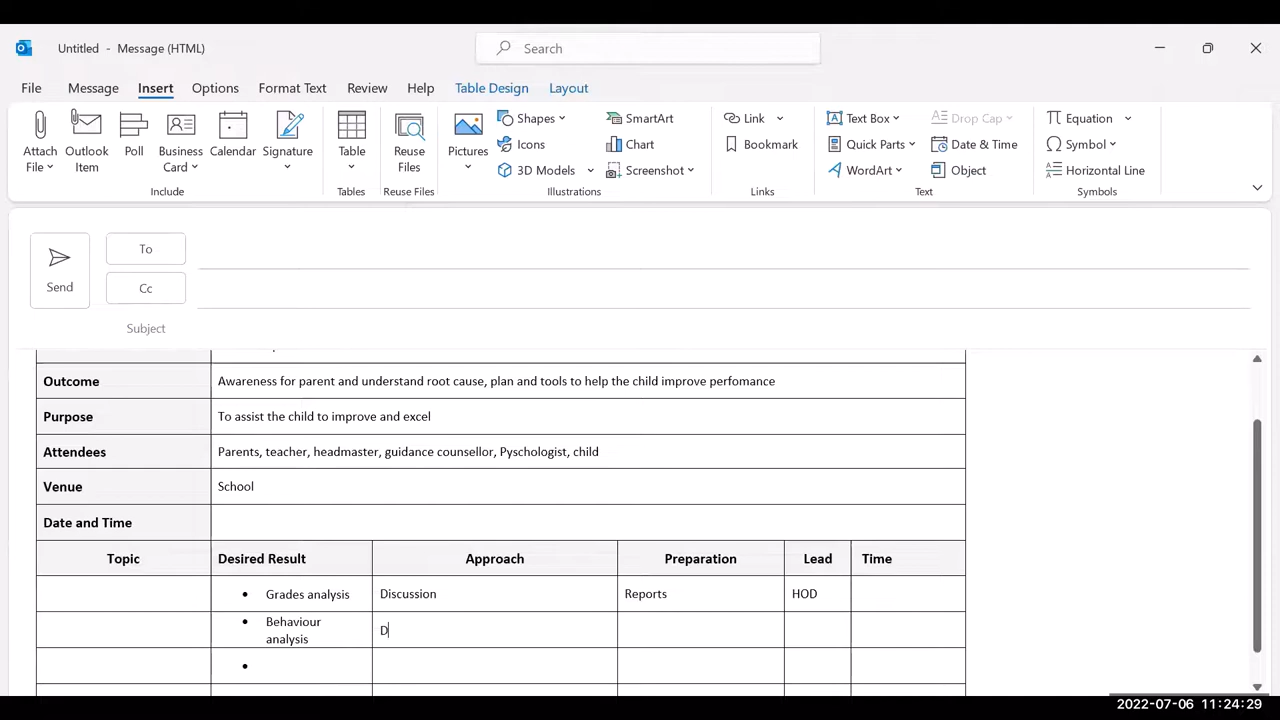 Untitled - Message (HTML)
Search
File Message Insert Options Format Text Review Help Table Design Layout
Attach File
Outlook Item
Poll
Business Card
Calendar
Signature
Include
Table
Tables
Reuse Files
Reuse Files
Pictures
Shapes
Icons
3D Models
SmartArt
Chart
Screenshot
Illustrations
Link
Bookmark
Links
Text Box
Quick Parts
WordArt
Drop Cap
Date & Time
Object
Text
Equation
Symbol
Horizontal Line
Symbols
Send
To
Cc
Subject
Outcome Awareness for parent and understand root cause, plan and tools to help the child improve perfomance
Purpose To assist the child to improve and excel
Attendees Parents, teacher, headmaster, guidance counsellor, Pyschologist, child
Venue School
Date and Time
Topic Desired Result Approach Preparation Lead Time
• Grades analysis Discussion Reports HOD
• Behaviour analysis D
•
2022-07-06 11:24:29